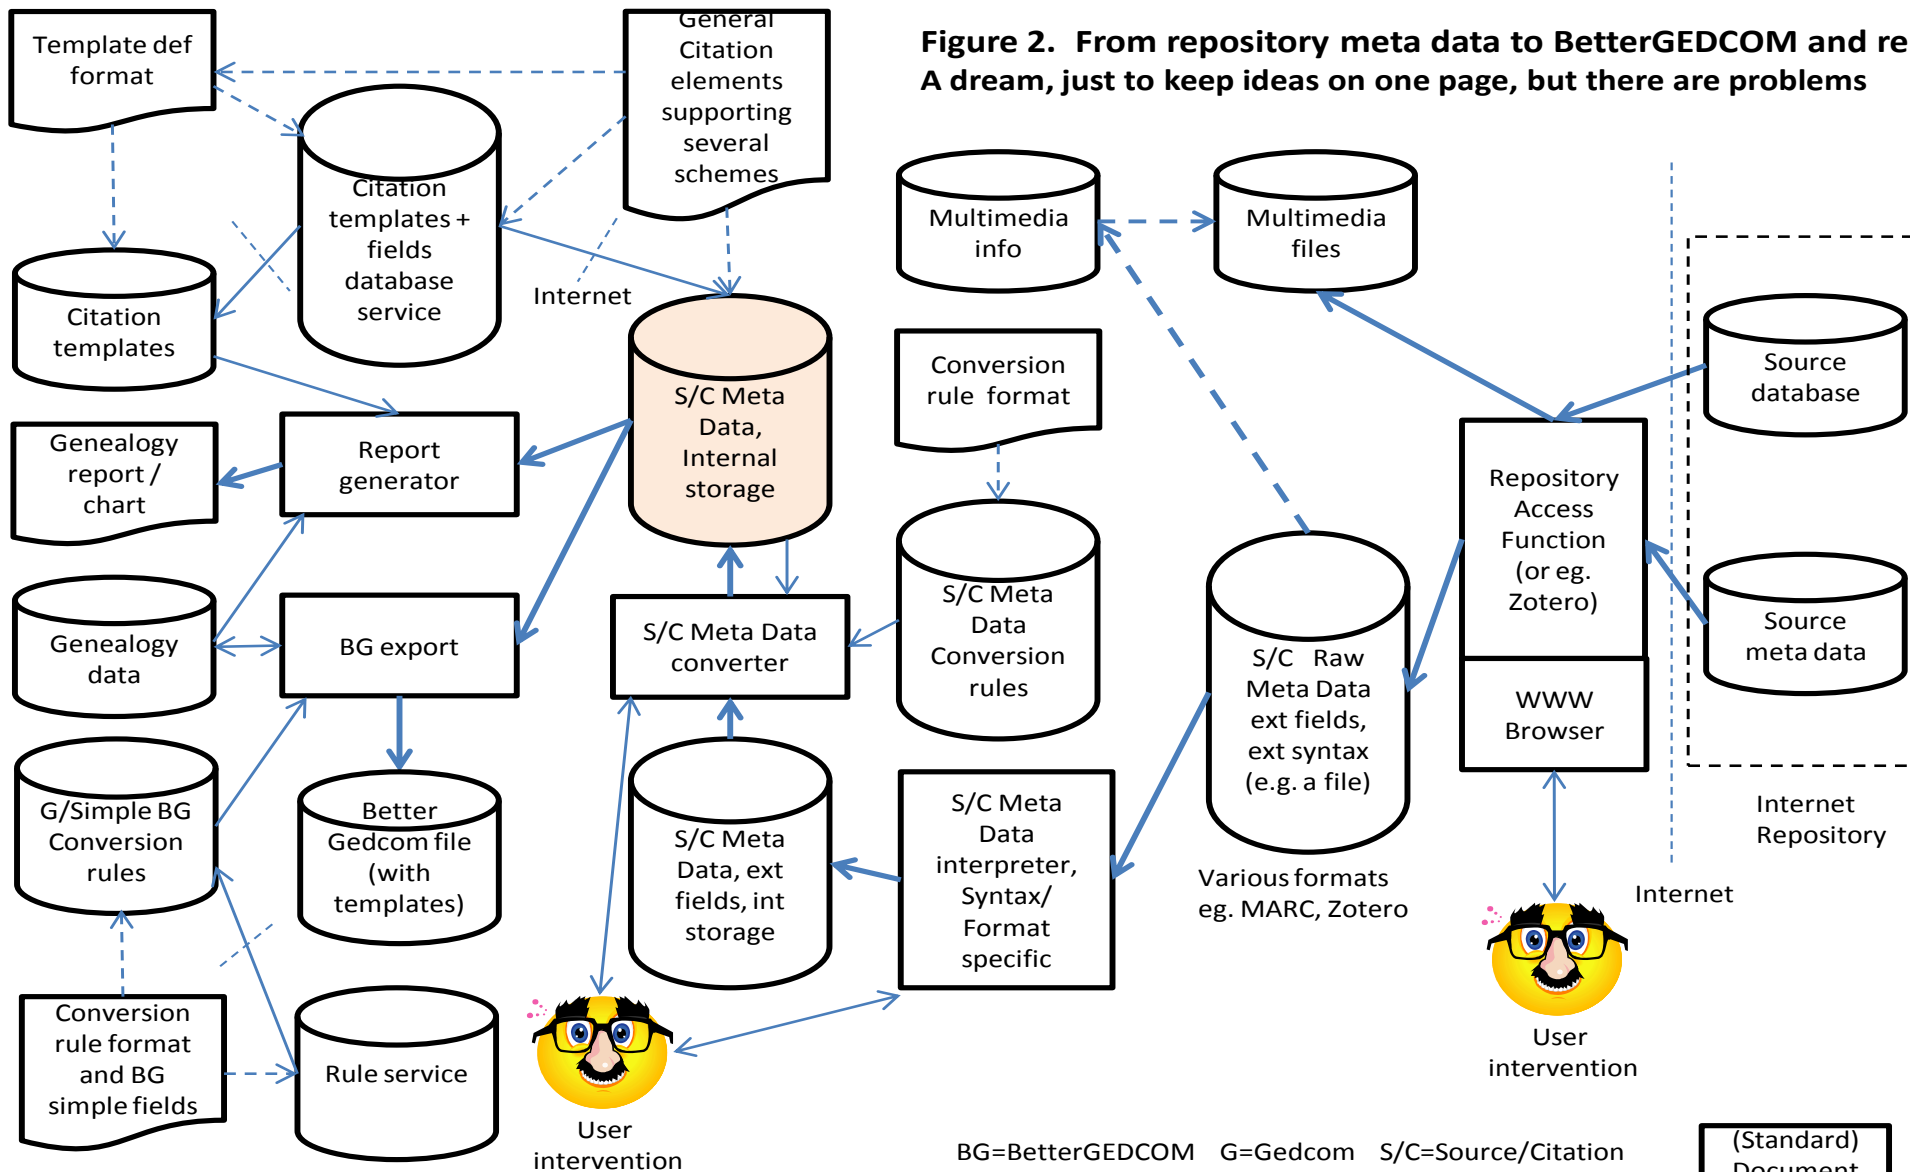 Figure 2.  From repository meta data to BetterGEDCOM and re
A dream, just to keep ideas on one page, but there are problems
Template def
format
General
Citation
elements
supporting
several
schemes
Citation
templates +
fields
database
service
Internet
Citation
templates
Multimedia
info
Multimedia
files
Source
database
Conversion
rule format
S/C Meta
Data,
Internal
storage
Genealogy
report /
chart
Report
generator
Repository
Access
Function
(or eg.
Zotero)
WWW
Browser
Source
meta data
Genealogy
data
BG export
S/C Meta Data
converter
S/C Meta
Data
Conversion
rules
S/C Raw
Meta Data
ext fields,
ext syntax
(e.g. a file)
Various formats
eg. MARC, Zotero
Internet
Internet
Repository
G/Simple BG
Conversion
rules
Better
Gedcom file
(with
templates)
S/C Meta
Data, ext
fields, int
storage
S/C Meta
Data
interpreter,
Syntax/
Format
specific
User
intervention
Conversion
rule format
and BG
simple fields
Rule service
User
intervention
BG=BetterGEDCOM G=Gedcom S/C=Source/Citation
(Standard)
Document